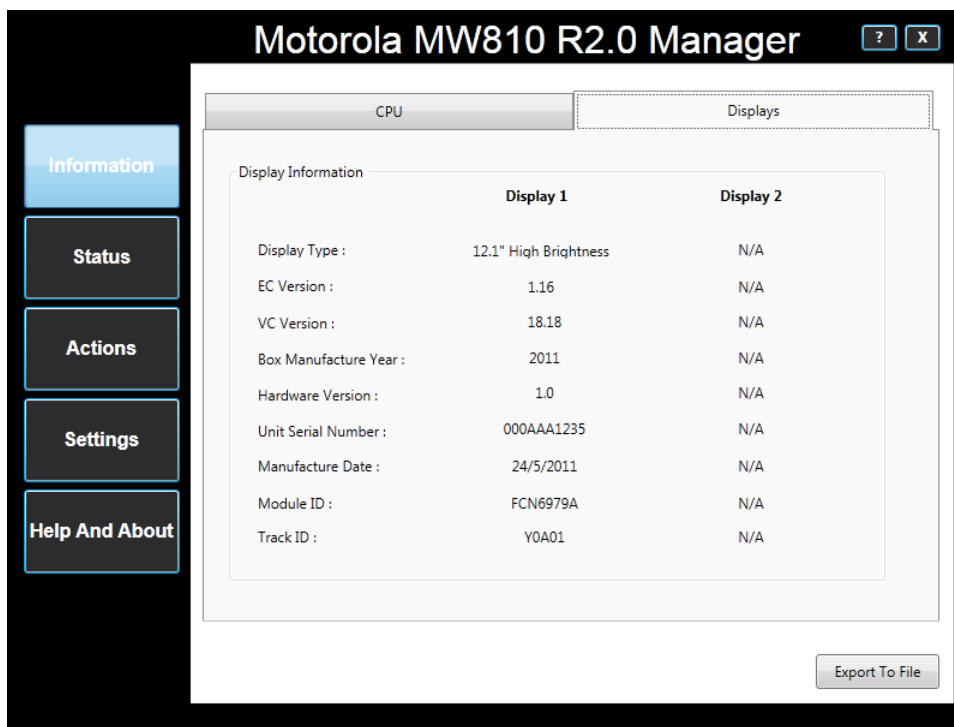 Motorola MW810 R2.0 Manager ? X
CPU Displays
Information
Status
Actions
Settings
Help And About
Display Information
Display 1 Display 2
Display Type : 12.1" High Brightness N/A
EC Version : 1.16 N/A
VC Version : 18.18 N/A
Box Manufacture Year : 2011 N/A
Hardware Version : 1.0 N/A
Unit Serial Number : 000AAA1235 N/A
Manufacture Date : 24/5/2011 N/A
Module ID : FCN6979A N/A
Track ID : Y0A01 N/A
Export To File